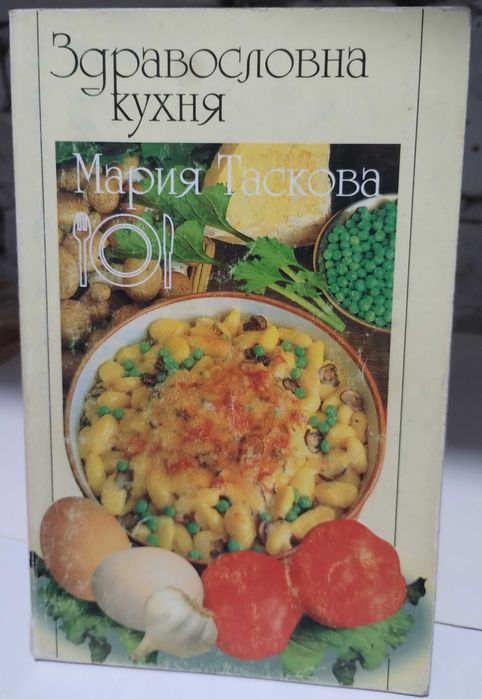 Здравословна
кухня
Мария Таскова